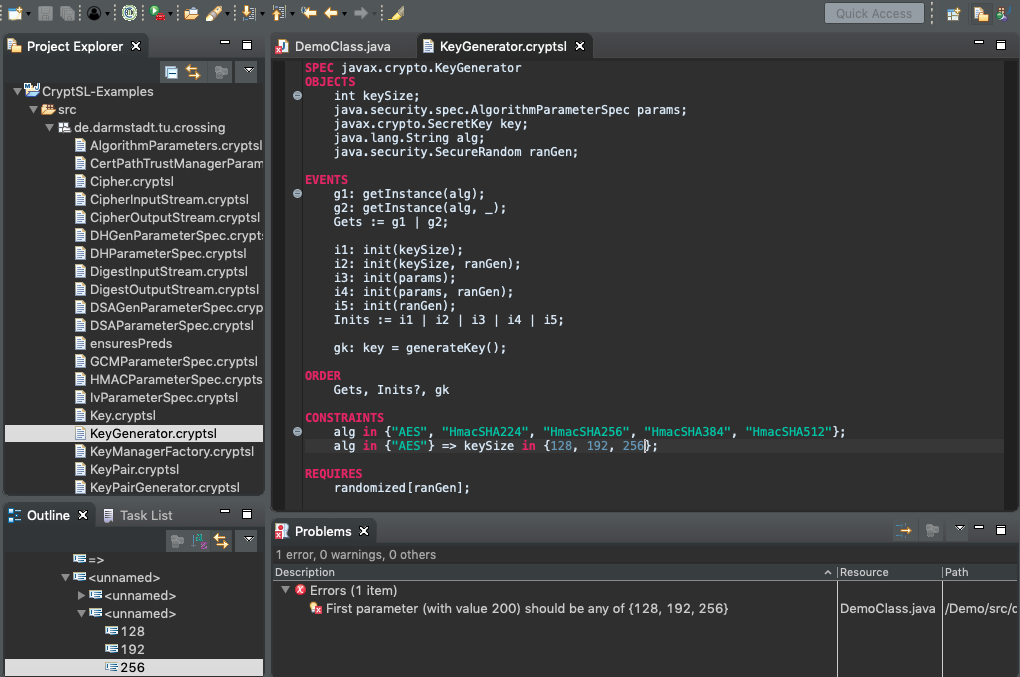 Quick Access
Project Explorer
CryptSL-Examples
src
de.darmstadt.tu.crossing
AlgorithmParameters.cryptsl
CertPathTrustManagerParam
Cipher.cryptsl
CipherInputStream.cryptsl
CipherOutputStream.cryptsl
DHGenParameterSpec.crypts
DHParameterSpec.cryptsl
DigestInputStream.cryptsl
DigestOutputStream.cryptsl
DSAGenParameterSpec.cryp
DSAParameterSpec.cryptsl
ensuresPreds
GCMParameterSpec.cryptsl
HMACParameterSpec.crypts
IvParameterSpec.cryptsl
Key.cryptsl
KeyGenerator.cryptsl
KeyManagerFactory.cryptsl
KeyPair.cryptsl
KeyPairGenerator.cryptsl
DemoClass.java
KeyGenerator.cryptsl
SPEC javax.crypto.KeyGenerator
OBJECTS
int keySize;
java.security.spec.AlgorithmParameterSpec params;
javax.crypto.SecretKey key;
java.lang.String alg;
java.security.SecureRandom ranGen;
EVENTS
g1: getInstance(alg);
g2: getInstance(alg, _);
Gets := g1 | g2;
i1: init(keySize);
i2: init(keySize, ranGen);
i3: init(params);
i4: init(params, ranGen);
i5: init(ranGen);
Inits := i1 | i2 | i3 | i4 | i5;
gk: key = generateKey();
ORDER
Gets, Inits?, gk
CONSTRAINTS
alg in {"AES", "HmacSHA224", "HmacSHA256", "HmacSHA384", "HmacSHA512"};
alg in {"AES"} => keySize in {128, 192, 256};
REQUIRES
randomized[ranGen];
Outline
Task List
=>
<unnamed>
<unnamed>
<unnamed>
128
192
256
Problems
1 error, 0 warnings, 0 others
Description
Resource
Path
Errors (1 item)
First parameter (with value 200) should be any of {128, 192, 256}
DemoClass.java
/Demo/src/c